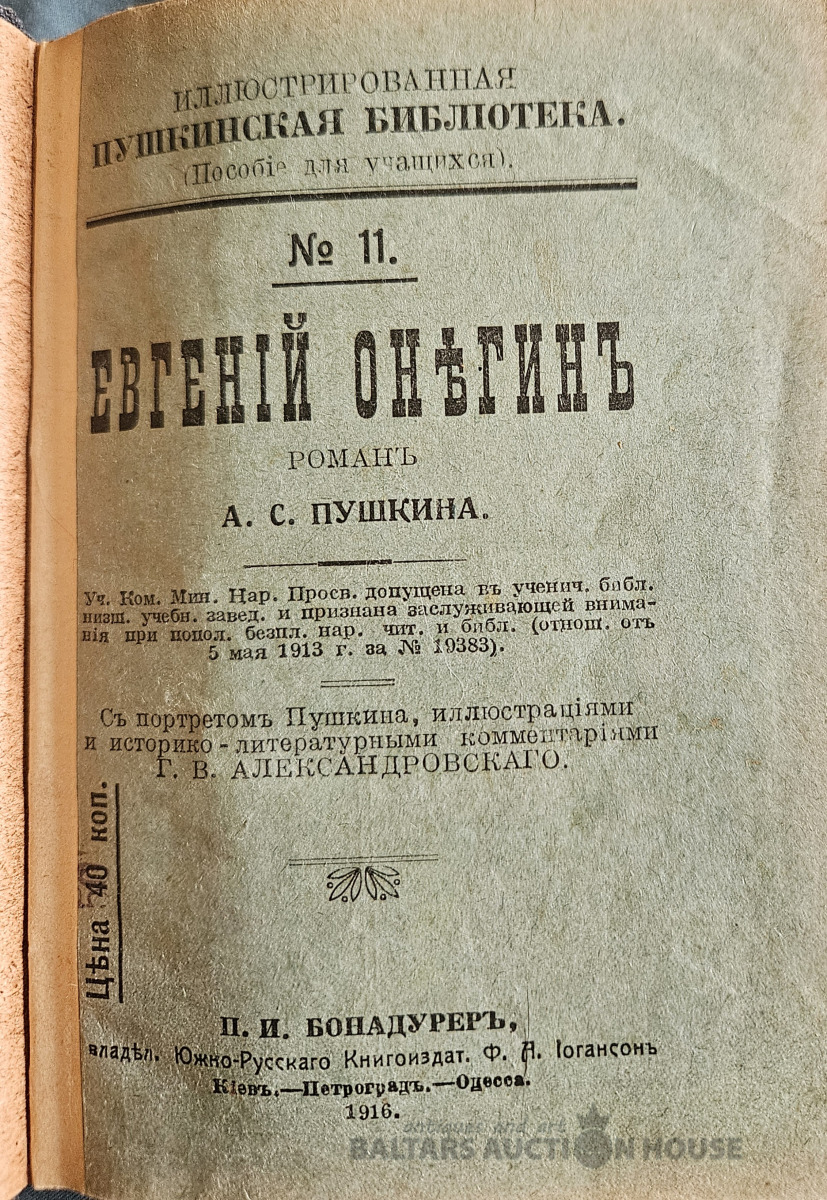 ИЛЛЮСТРИРОВАННАЯ
ПУШКИНСКАЯ БИБЛІОТЕКА.
(Пособіе для учащихся).
№ 11.
ЕВГЕНІЙ ОНѢГИНЪ
РОМАНЪ
А. С. ПУШКИНА.
Уч. Ком. Мин. Нар. Просв. допущена въ ученич. библ.
низш. учебн. завед. и признана заслуживающей внима-
нія при попол. безпл. нар. чит. и библ. (отнош. отъ
5 мая 1913 г. за № 19383).
Съ портретомъ Пушкина, иллюстраціями
и историко-литературными комментаріями
Г. В. АЛЕКСАНДРОВСКАГО.
Цѣна 40 коп.
П. И. БОНАДУРЕРЪ,
владѣл. Южно-Русскаго Книгоиздат. Ф. А. Іогансонъ
Кіевъ.—Петроградъ.—Одесса.
1916.
antiques and art
BALTARS AUCTION HOUSE